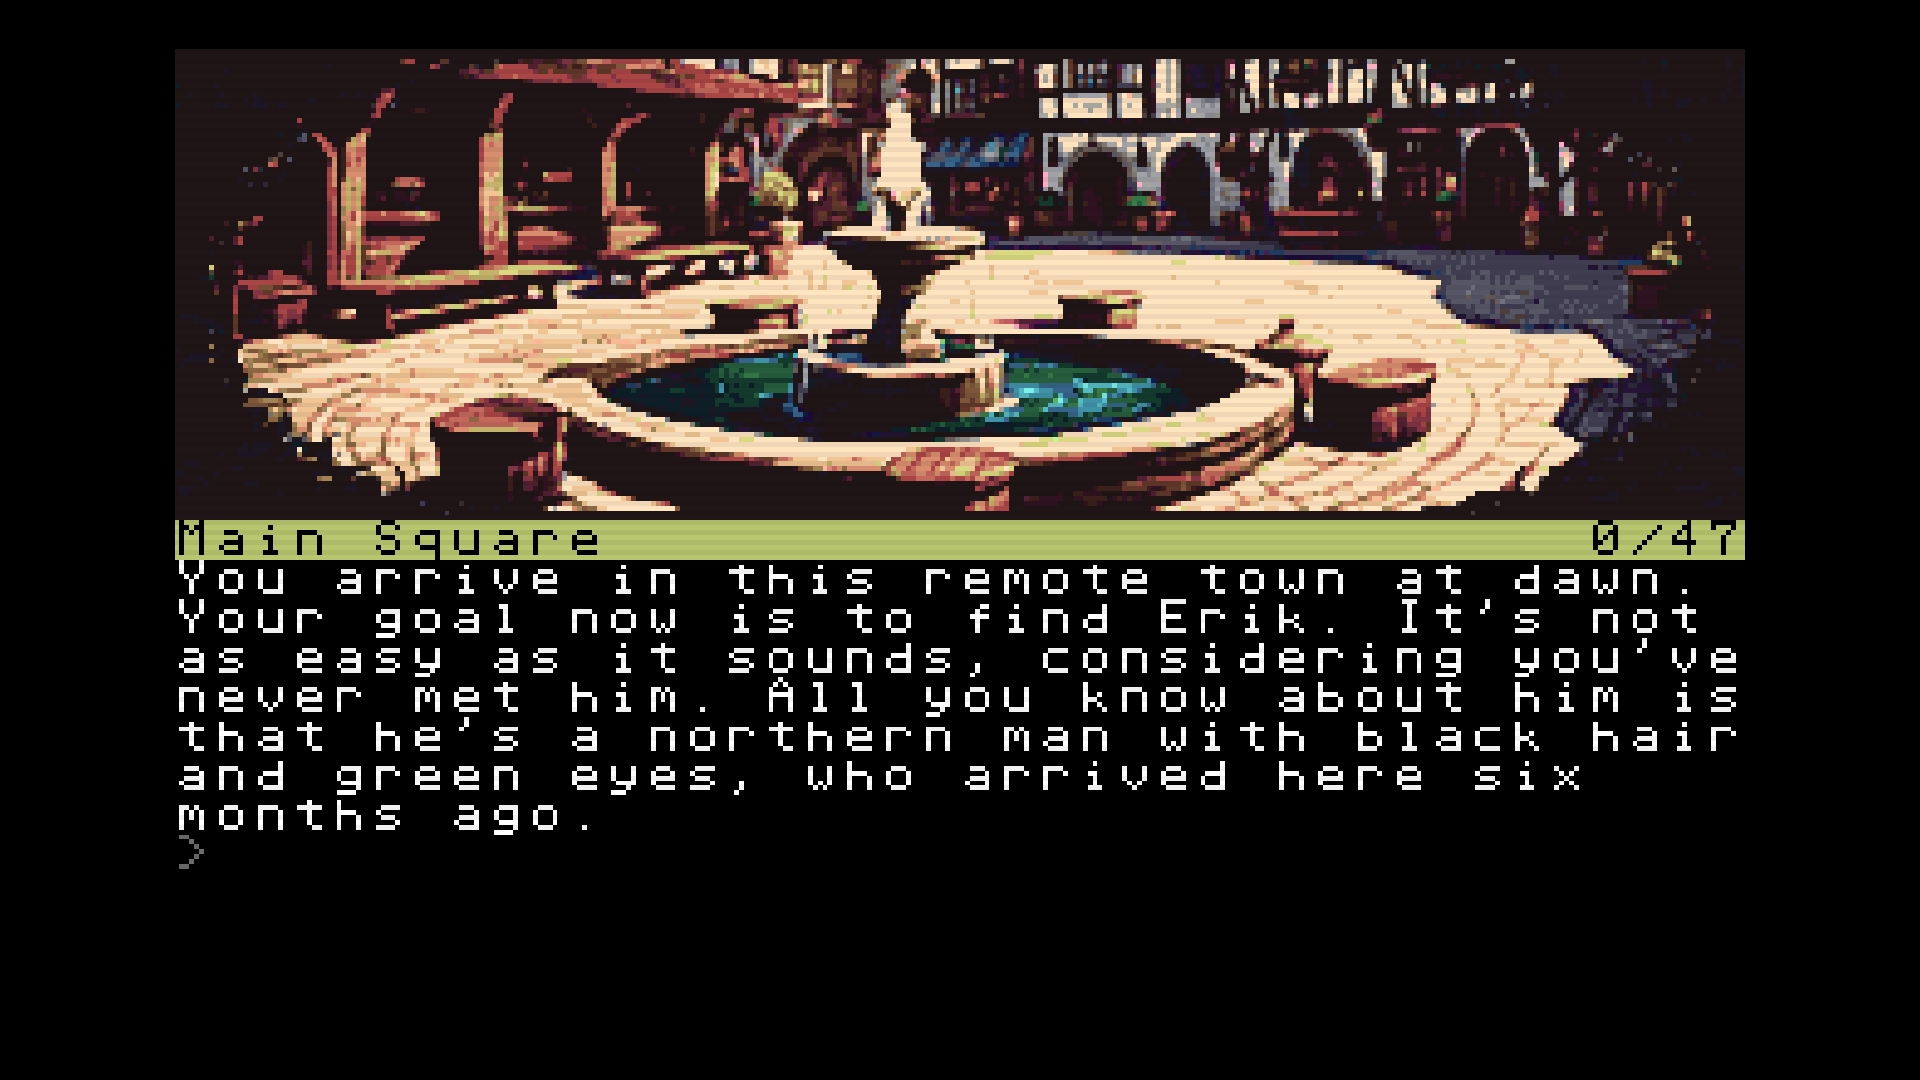 Main Square 0/47
You arrive in this remote town at dawn.
Your goal now is to find Erik. It's not
as easy as it sounds, considering you've
never met him. All you know about him is
that he's a northern man with black hair
and green eyes, who arrived here six
months ago.
>